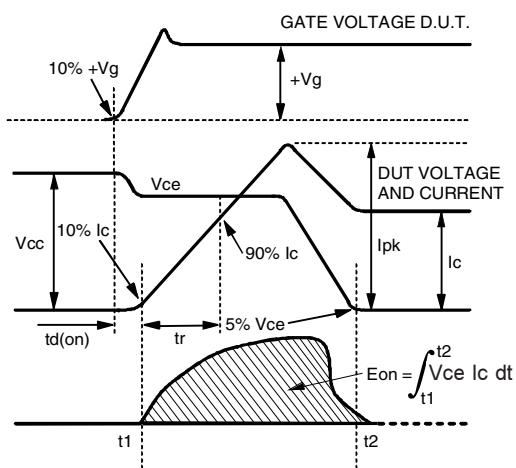 GATE VOLTAGE D.U.T.
10% +Vg
+Vg
Vce
DUT VOLTAGE
AND CURRENT
Vcc
10% Ic
90% Ic
Ipk
Ic
td(on)
tr
5% Vce
Eon = ∫ Vce Ic dt
t2
t1
t1
t2